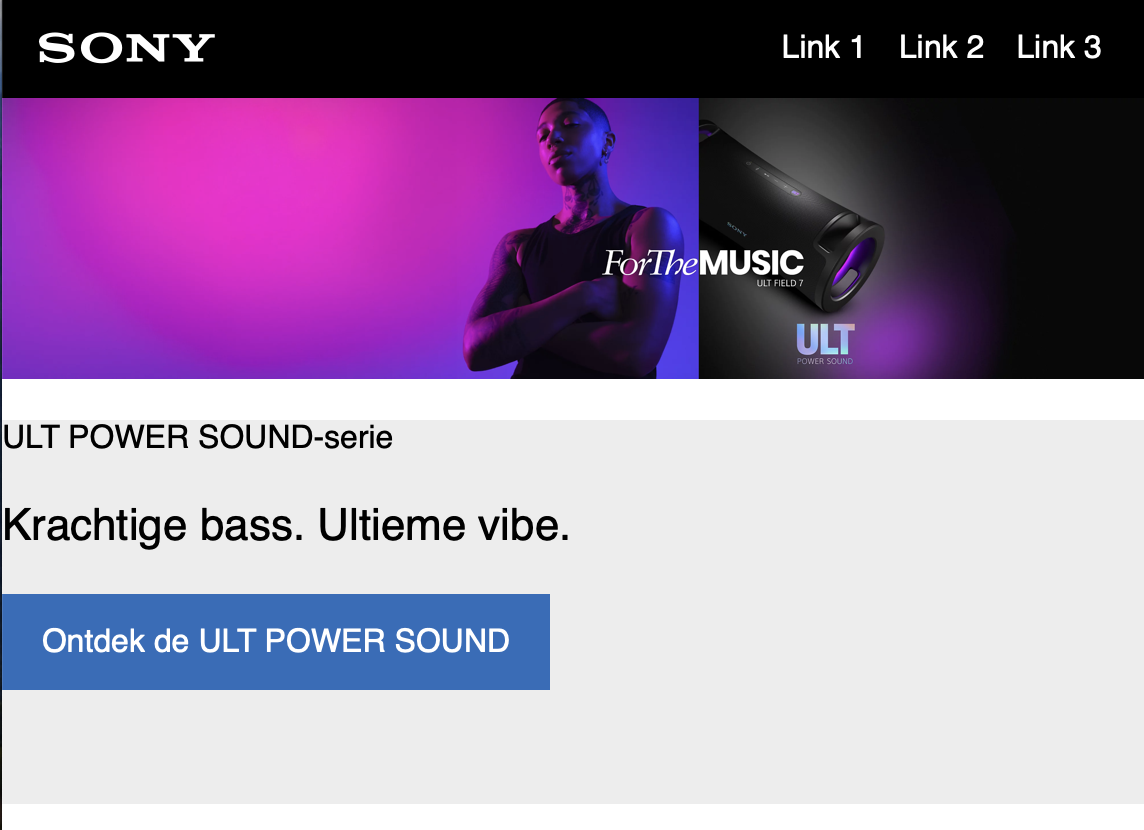 SONY
Link 1 Link 2 Link 3
SONY
ForTheMUSIC
ULT FIELD 7
ULT
POWER SOUND
ULT POWER SOUND-serie
Krachtige bass. Ultieme vibe.
Ontdek de ULT POWER SOUND